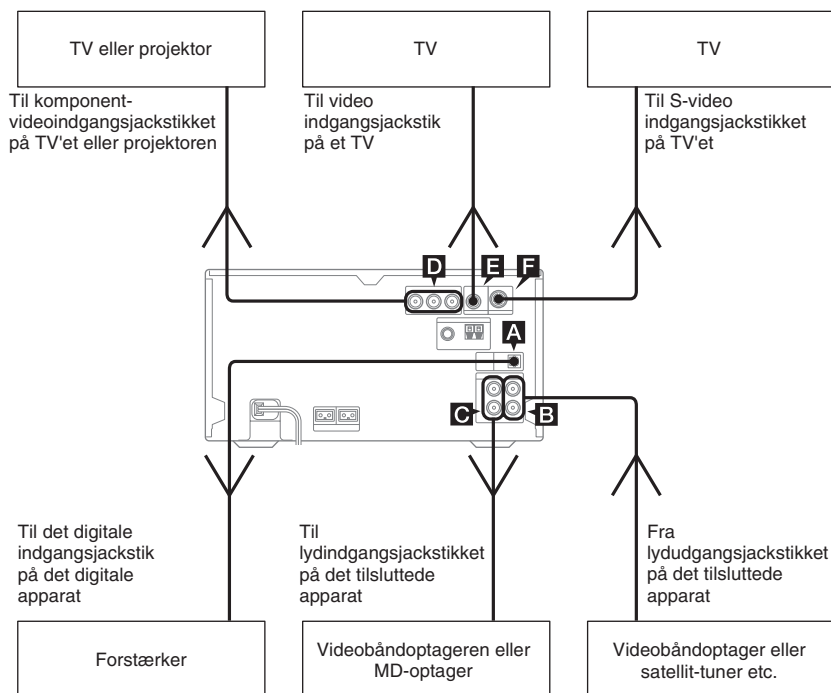 TV eller projektor
TV
TV
Til komponent-
videoindgangsjackstikket
på TV'et eller projektoren
Til video
indgangsjackstik
på et TV
Til S-video
indgangsjackstikket
på TV'et
D
E
F
A
C
B
Til det digitale
indgangsjackstik
på det digitale
apparat
Til
lydindgangsjackstikket
på det tilsluttede
apparat
Fra
lydudgangsjackstikket
på det tilsluttede
apparat
Forstærker
Videobåndoptageren eller
MD-optager
Videobåndoptager eller
satellit-tuner etc.